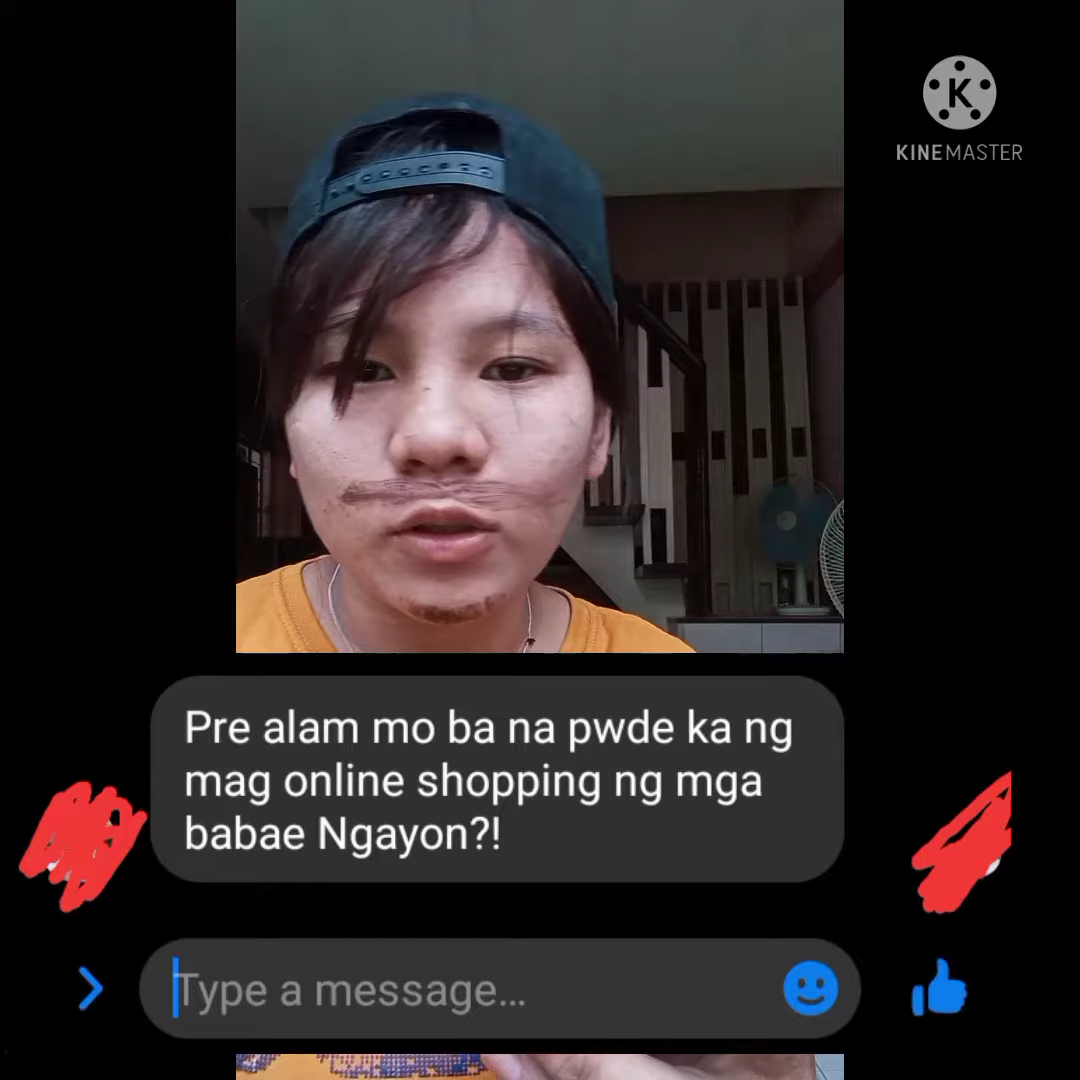 K
KINEMASTER
Pre alam mo ba na pwde ka ng
mag online shopping ng mga
babae Ngayon?!
Type a message...